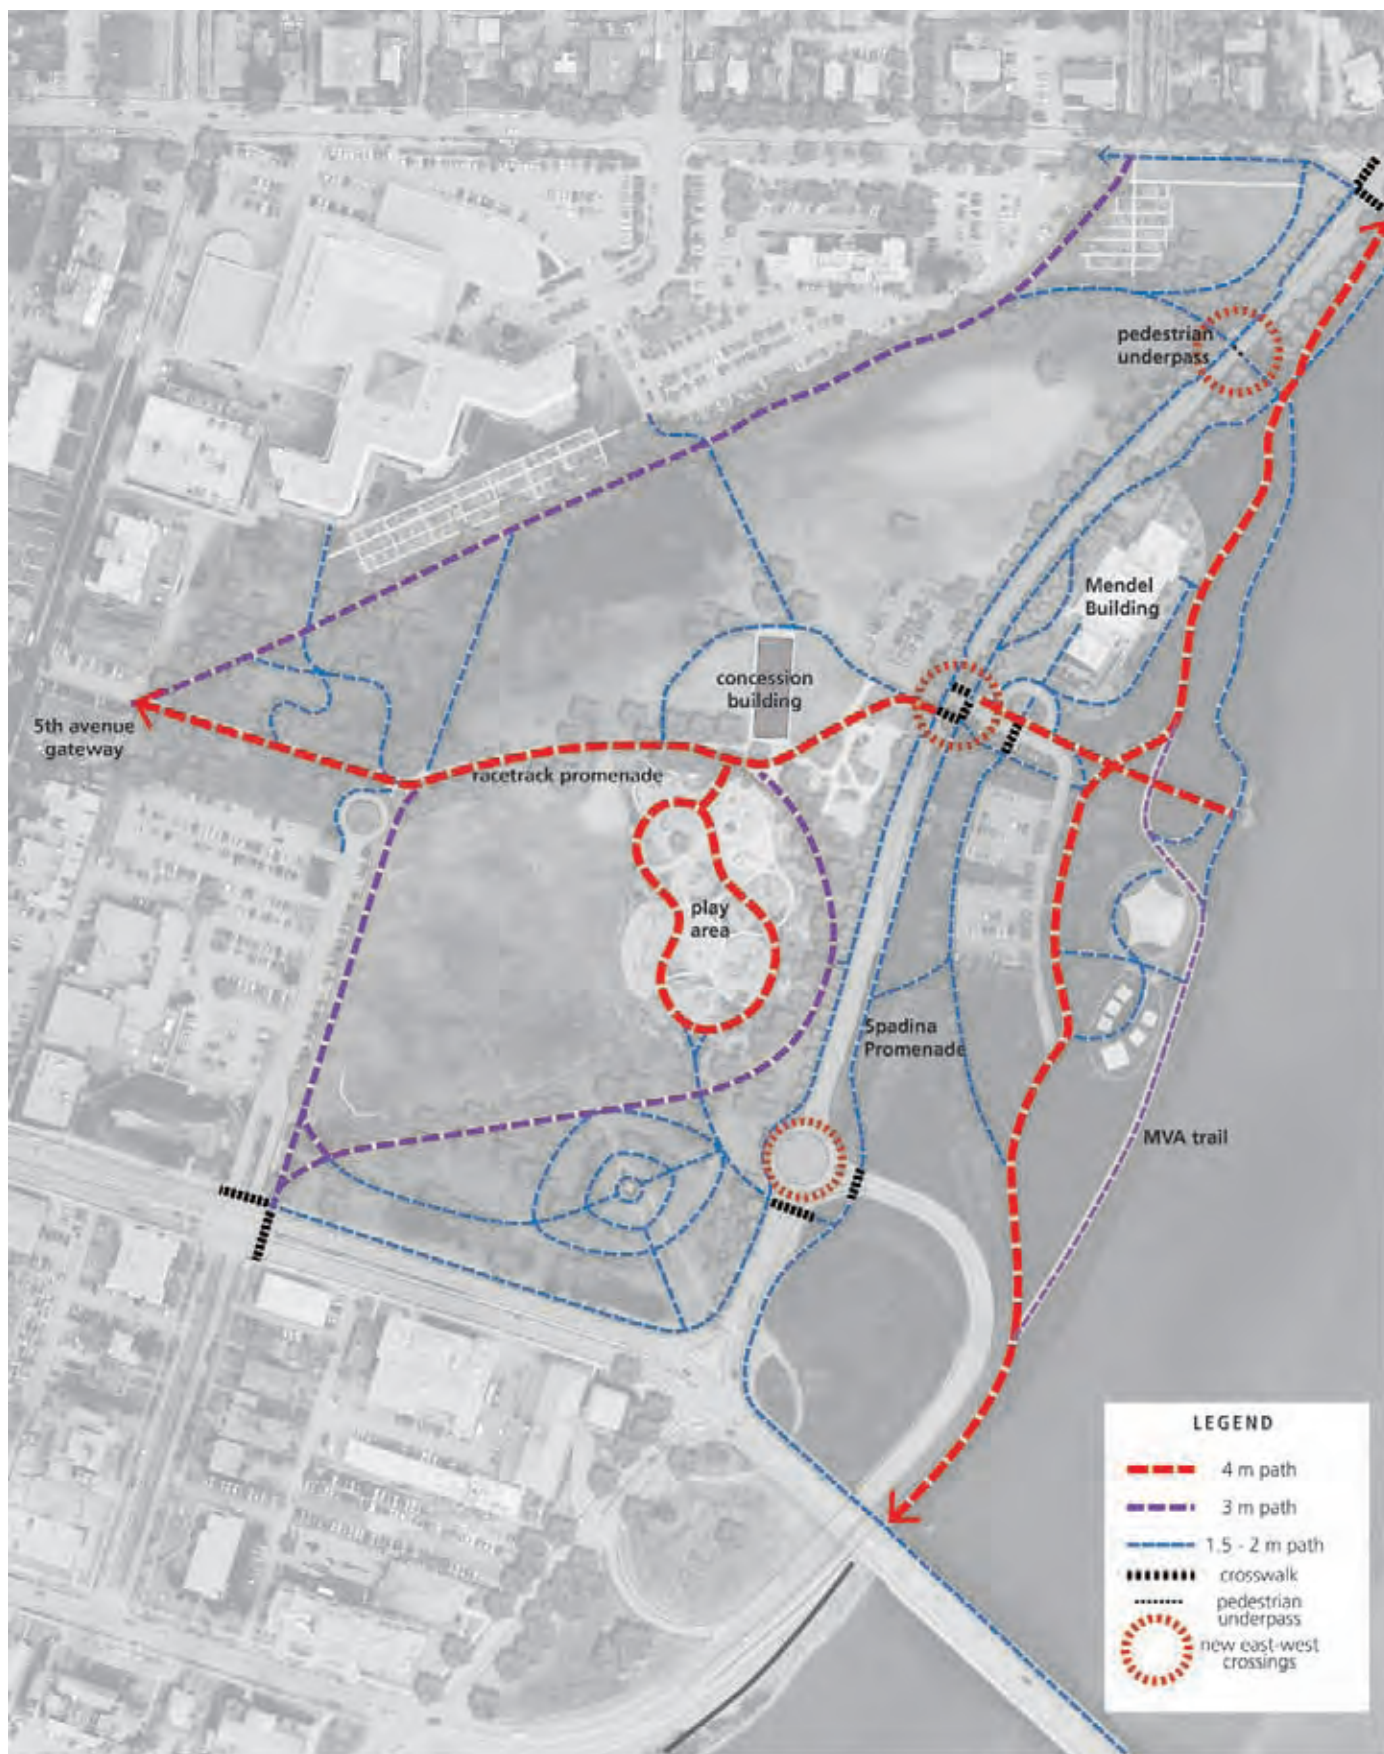 pedestrian
underpass
Mendel
Building
concession
building
5th avenue
gateway
racetrack promenade
play
area
Spadina
Promenade
MVA trail
LEGEND
4 m path
3 m path
1.5 - 2 m path
crosswalk
pedestrian
underpass
new east-west
crossings